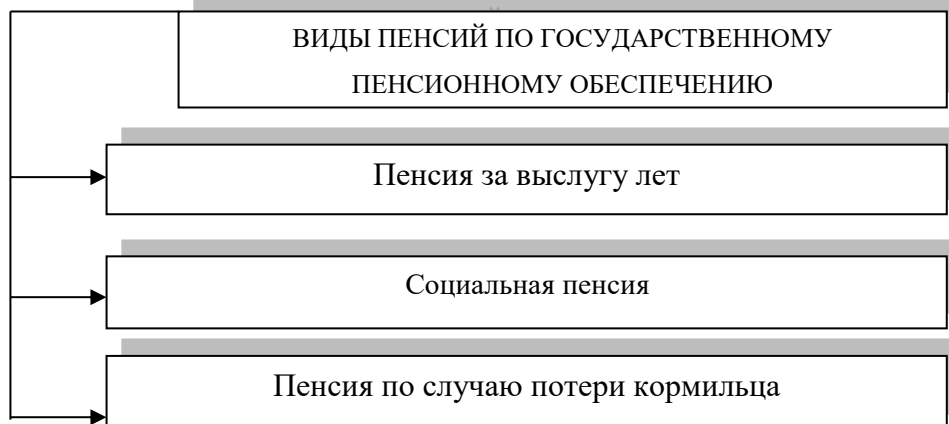 ВИДЫ ПЕНСИЙ ПО ГОСУДАРСТВЕННОМУ
ПЕНСИОННОМУ ОБЕСПЕЧЕНИЮ
Пенсия за выслугу лет
Социальная пенсия
Пенсия по случаю потери кормильца